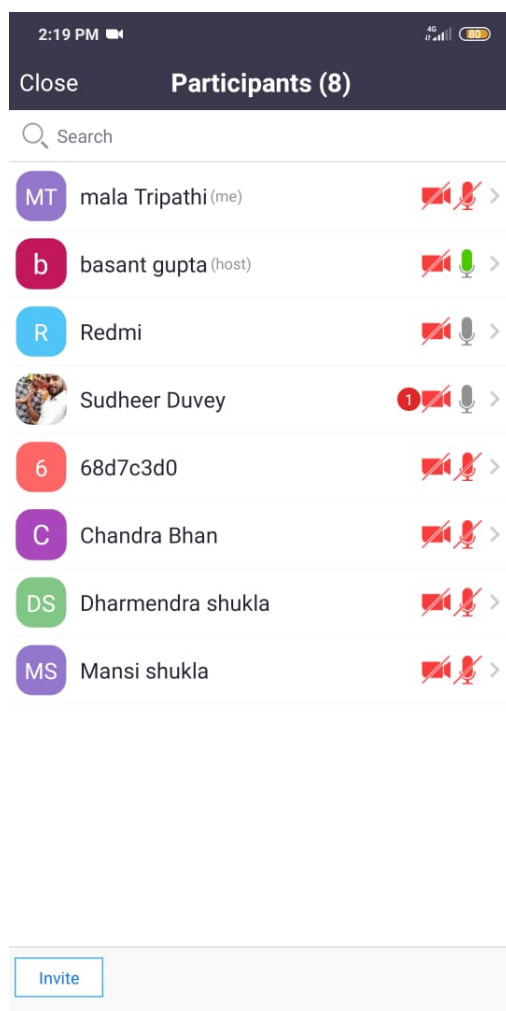 2:19 PM
4G
80
Close
Participants (8)
Search
MT mala Tripathi (me)
b basant gupta (host)
R Redmi
Sudheer Duvey 1
6 68d7c3d0
C Chandra Bhan
DS Dharmendra shukla
MS Mansi shukla
Invite